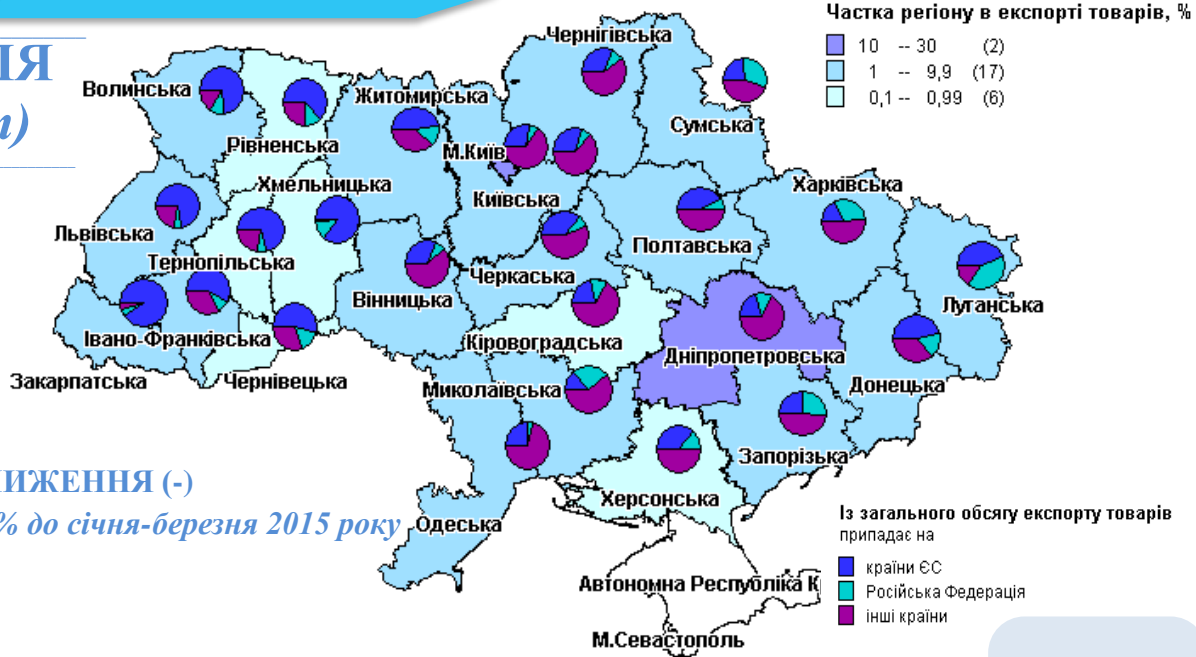 Частка регіону в експорті товарів, %
10 -- 30 (2)
1 -- 9,9 (17)
0,1 -- 0,99 (6)
Чернігівська
Волинська
Житомирська
Сумська
Рівненська
М.Київ
Хмельницька
Харківська
Київська
Львівська
Полтавська
Тернопільська
Черкаська
Вінницька
Луганська
Івано-Франківська
Кіровоградська
Дніпропетровська
Закарпатська
Чернівецька
Миколаївська
Донецька
Запорізька
ИЖЕННЯ (-)
Херсонська
% до січня-березня 2015 року
Одеська
Із загального обсягу експорту товарів
припадає на
країни ЄС
Автономна Республіка К
Російська Федерація
інші країни
М.Севастополь